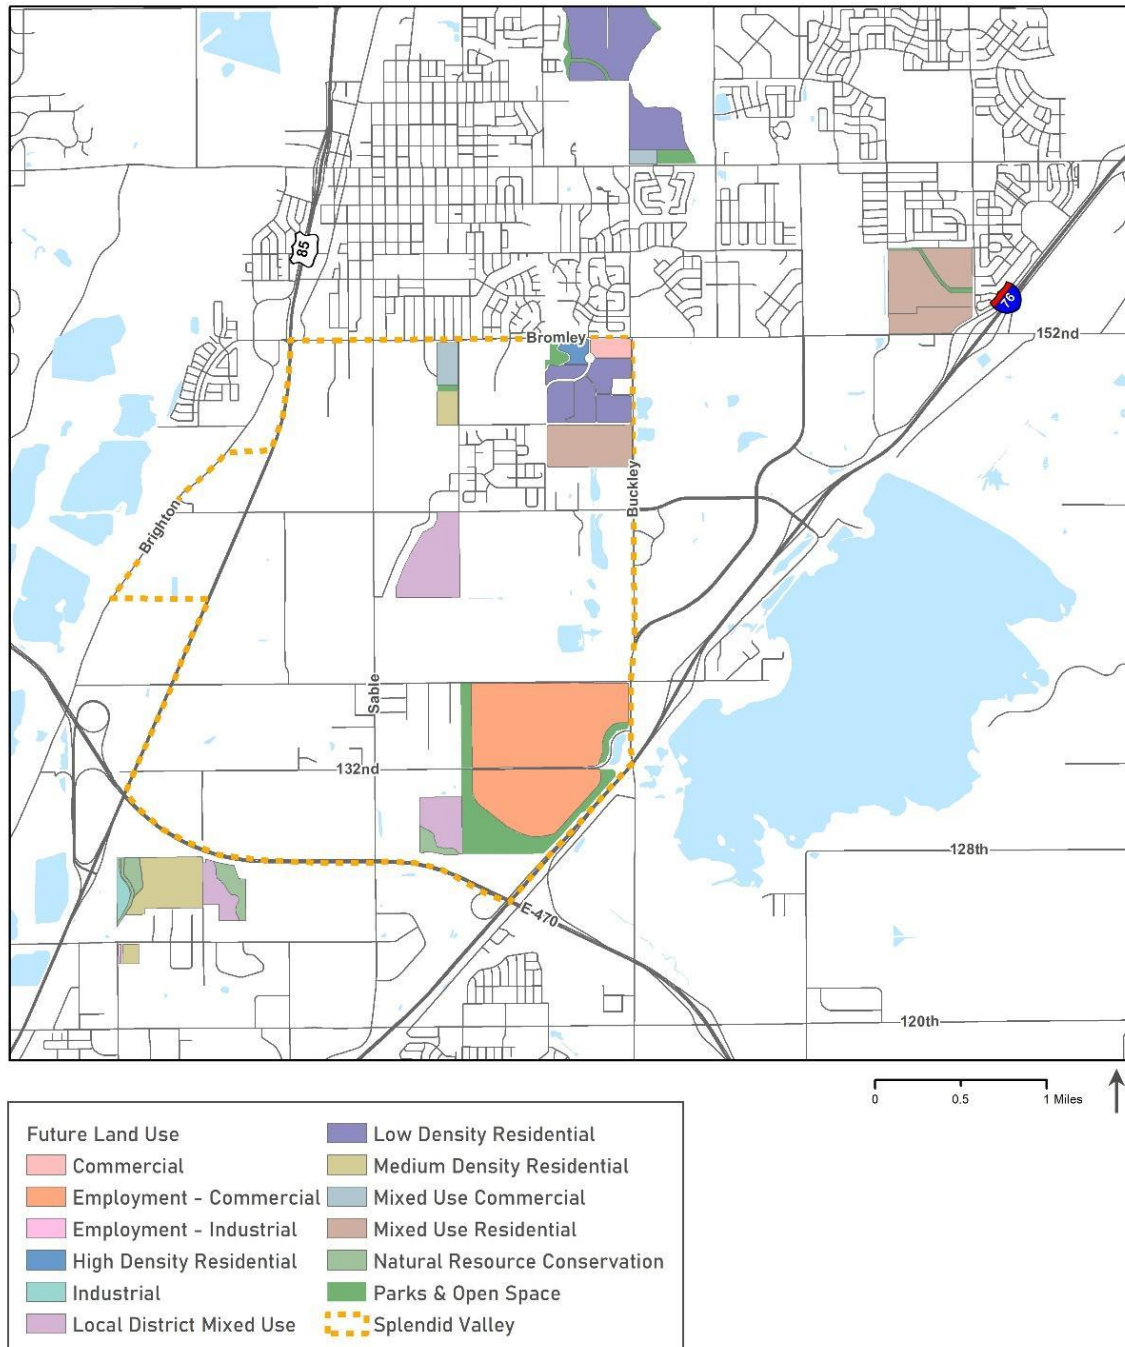 85
76
Bromley
152nd
Buckley
Brighton
Sable
132nd
128th
E-470
120th
0 0.5 1 Miles
Future Land Use
Commercial
Employment - Commercial
Employment - Industrial
High Density Residential
Industrial
Local District Mixed Use
Low Density Residential
Medium Density Residential
Mixed Use Commercial
Mixed Use Residential
Natural Resource Conservation
Parks & Open Space
Splendid Valley